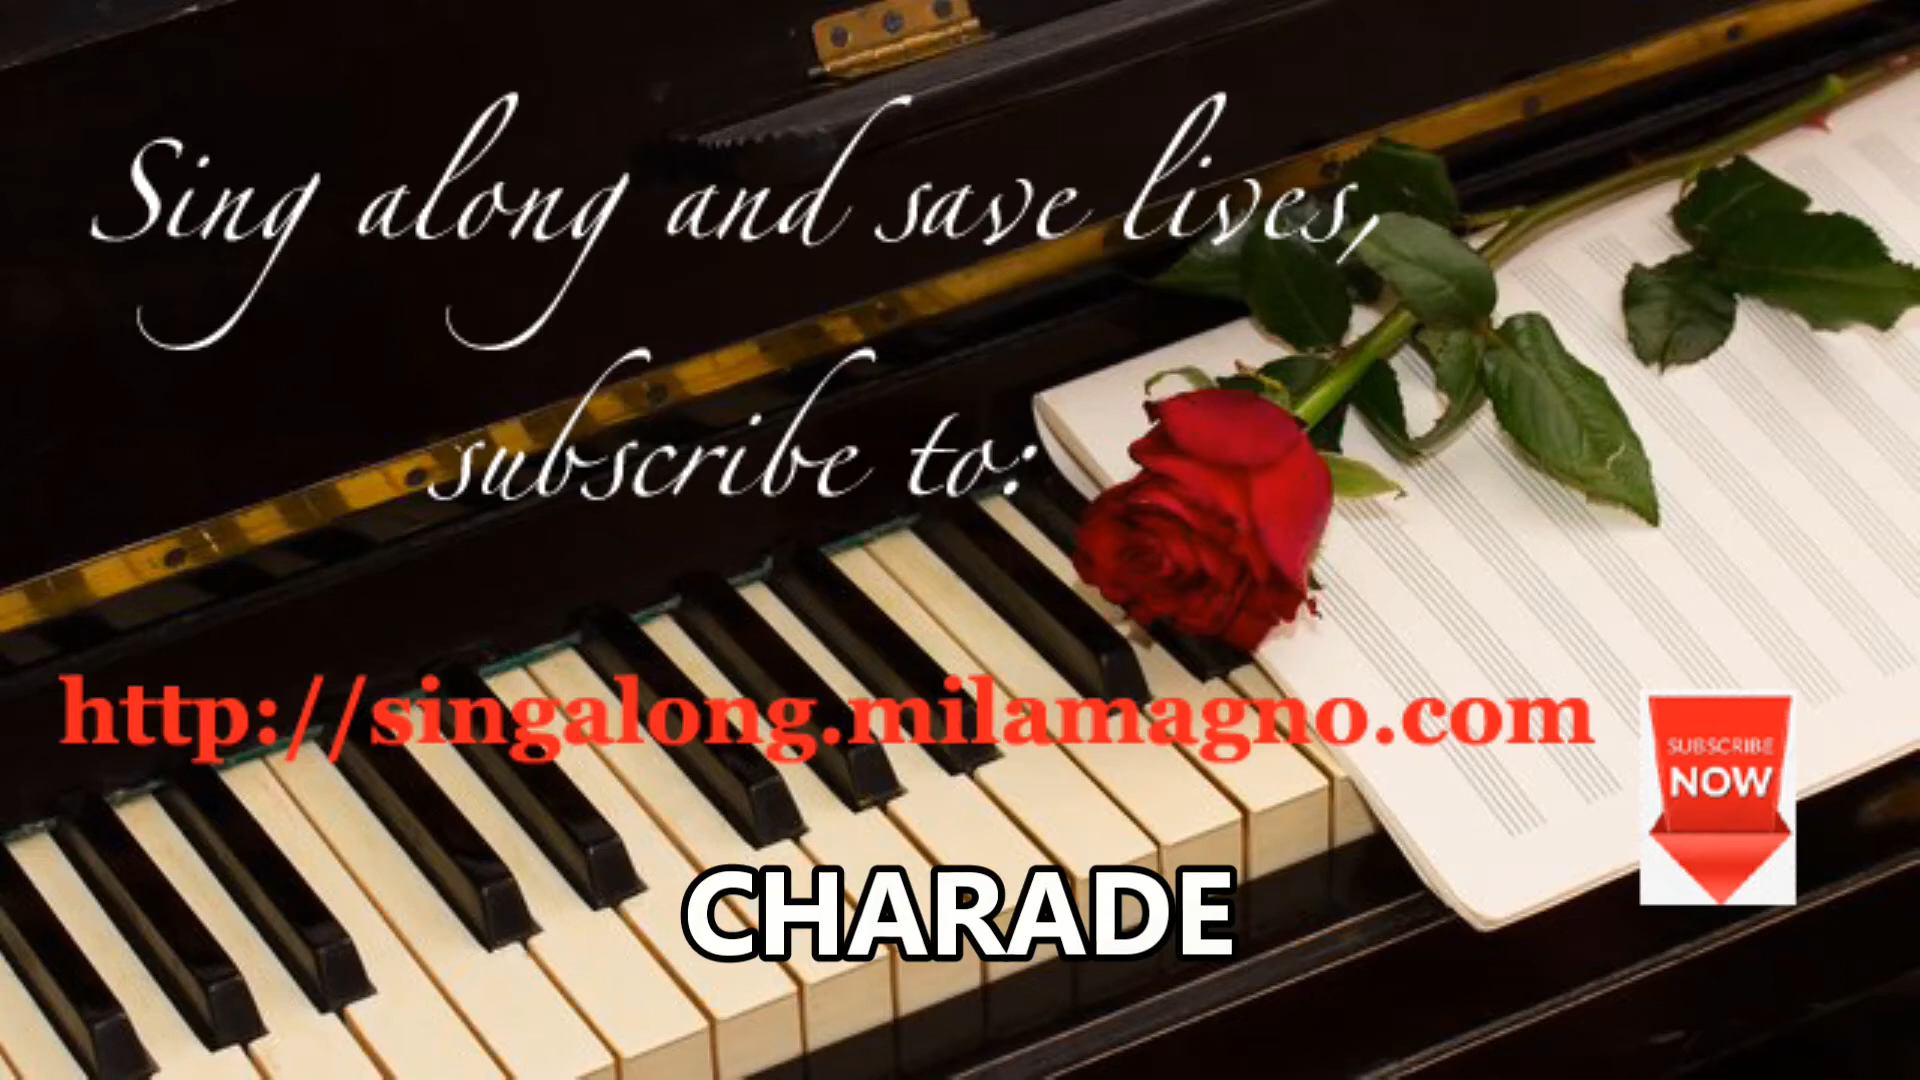 Sing along and save lives,
subscribe to:
http://singalong.milamagno.com
SUBSCRIBE
NOW
CHARADE